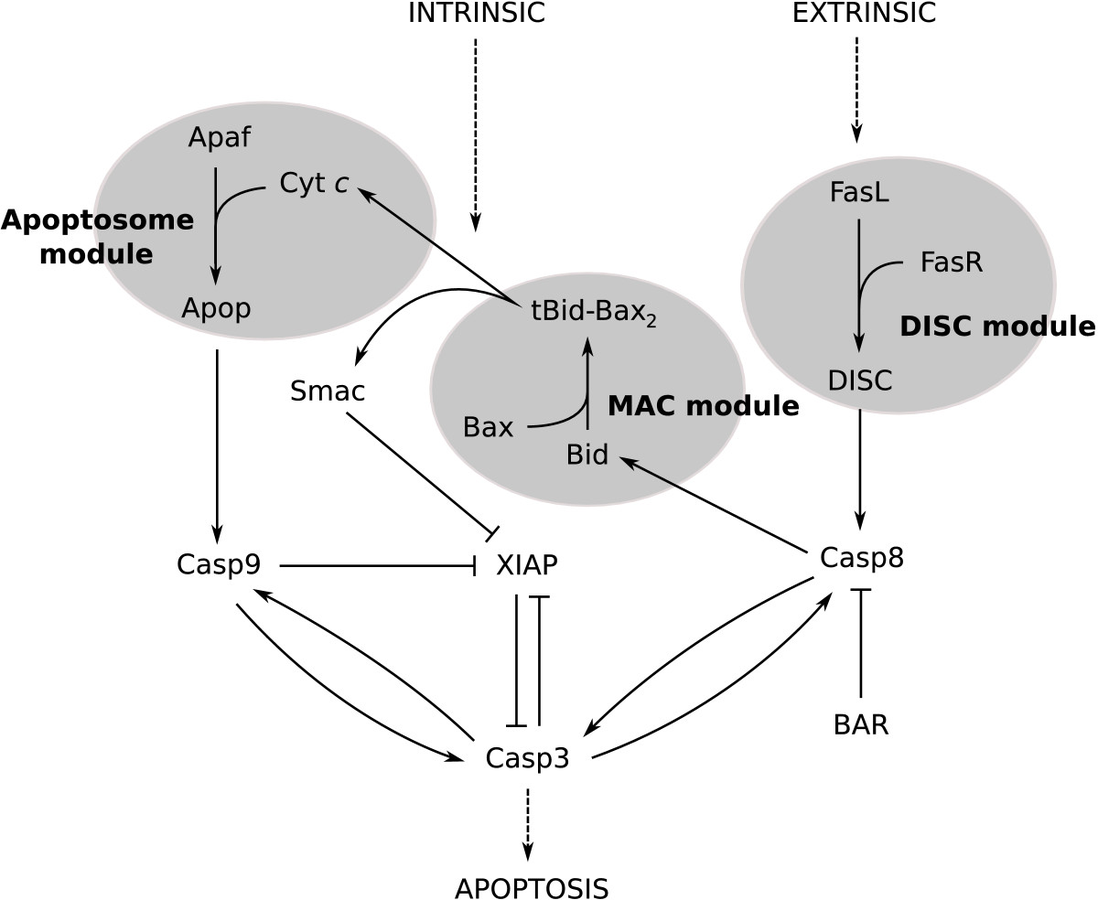 INTRINSIC
EXTRINSIC
Apaf
Cyt c
Apoptosome
module
Apop
FasL
FasR
DISC module
DISC
tBid-Bax2
Smac
MAC module
Bax
Bid
Casp9
XIAP
Casp8
BAR
Casp3
APOPTOSIS